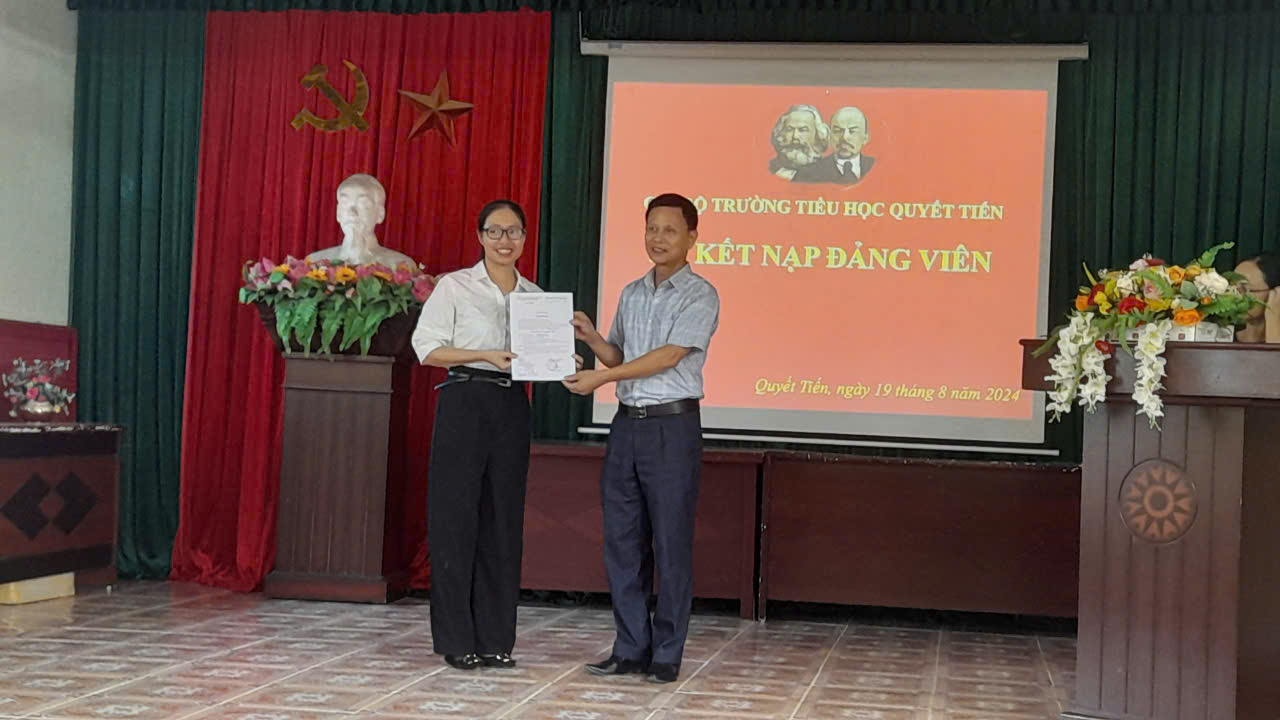 TRƯỜNG TIỂU HỌC QUYẾT TIẾN
KẾT NẠP ĐẢNG VIÊN
Quyết Tiến, ngày 19 tháng 8 năm 2024